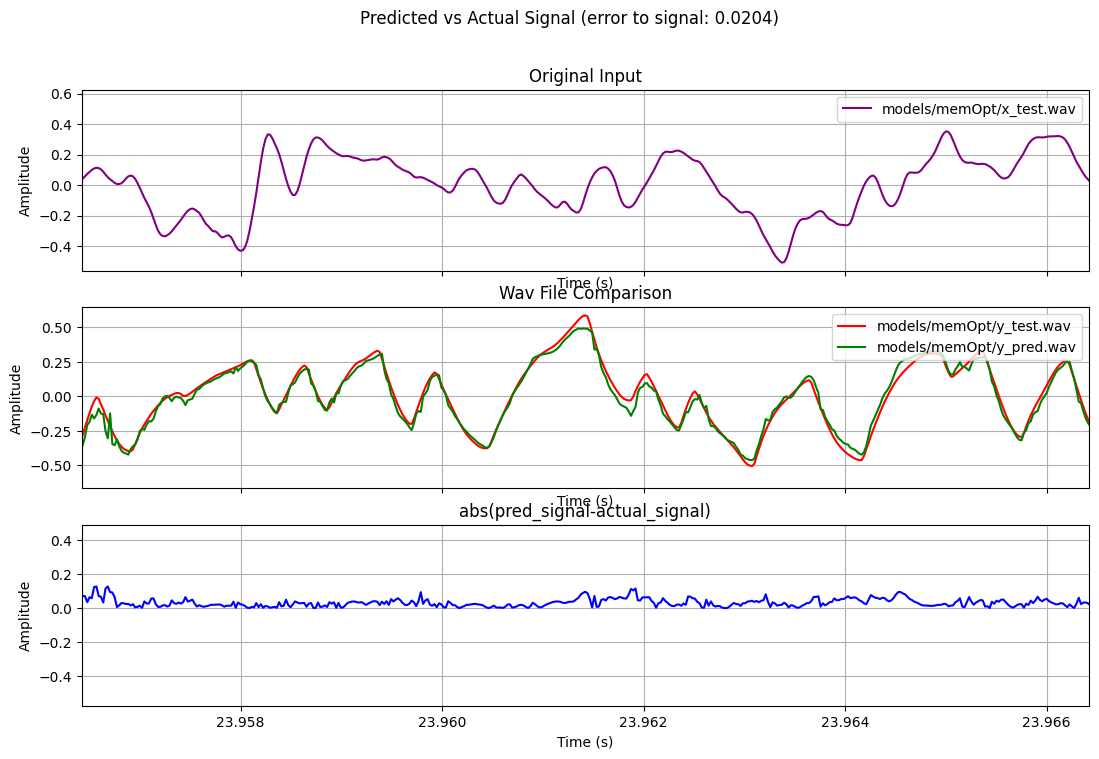 Predicted vs Actual Signal (error to signal: 0.0204)
Original Input
models/memOpt/x_test.wav
Amplitude
0.6
0.4
0.2
0.0
−0.2
−0.4
Time (s)
Wav File Comparison
models/memOpt/y_test.wav
models/memOpt/y_pred.wav
Amplitude
0.50
0.25
0.00
−0.25
−0.50
Time (s)
abs(pred_signal-actual_signal)
Amplitude
0.4
0.2
0.0
−0.2
−0.4
23.958 23.960 23.962 23.964 23.966
Time (s)